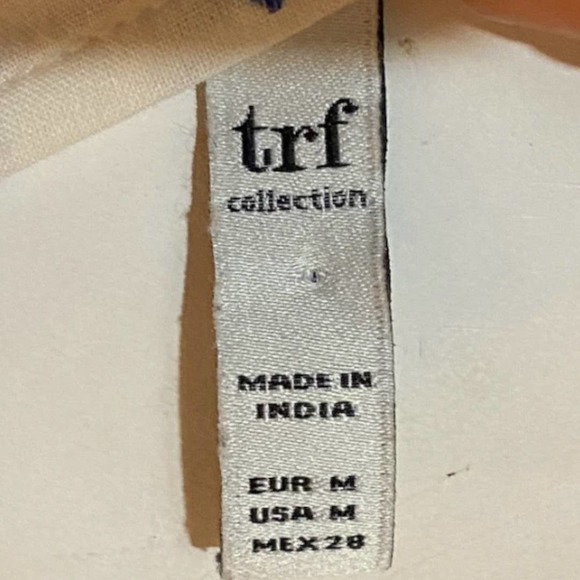 trf
collection
MADE IN
INDIA
EUR M
USA M
MEX 28